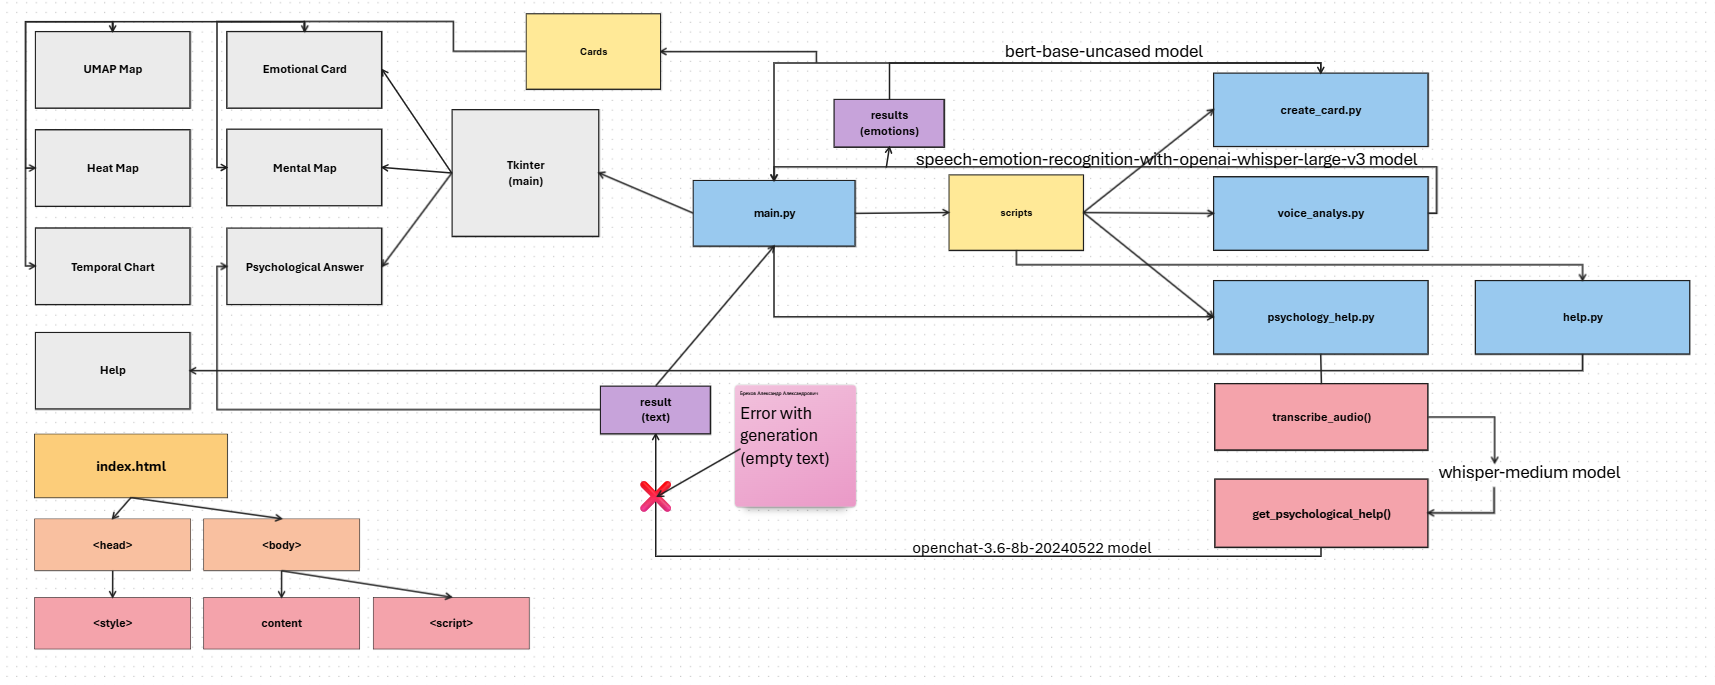 Cards
bert-base-uncased model
UMAP Map
Emotional Card
create_card.py
results
(emotions)
Tkinter
(main)
speech-emotion-recognition-with-openai-whisper-large-v3 model
Heat Map
Mental Map
main.py
scripts
voice_analys.py
Temporal Chart
Psychological Answer
psychology_help.py
help.py
Help
result
(text)
Брюхов Александр Александрович
Error with
generation
(empty text)
transcribe_audio()
index.html
whisper-medium model
get_psychological_help()
<head>
<body>
openchat-3.6-8b-20240522 model
<style>
content
<script>